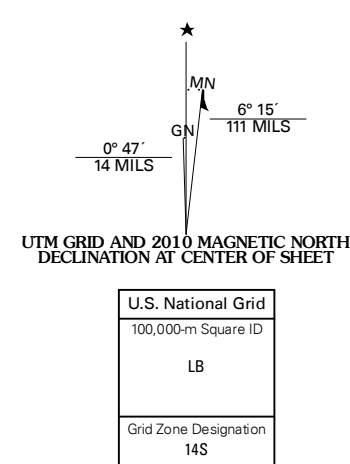 ★
MN
GN
6° 15´
111 MILS
0° 47´
14 MILS
UTM GRID AND 2010 MAGNETIC NORTH
DECLINATION AT CENTER OF SHEET
U.S. National Grid
100,000-m Square ID
LB
Grid Zone Designation
14S